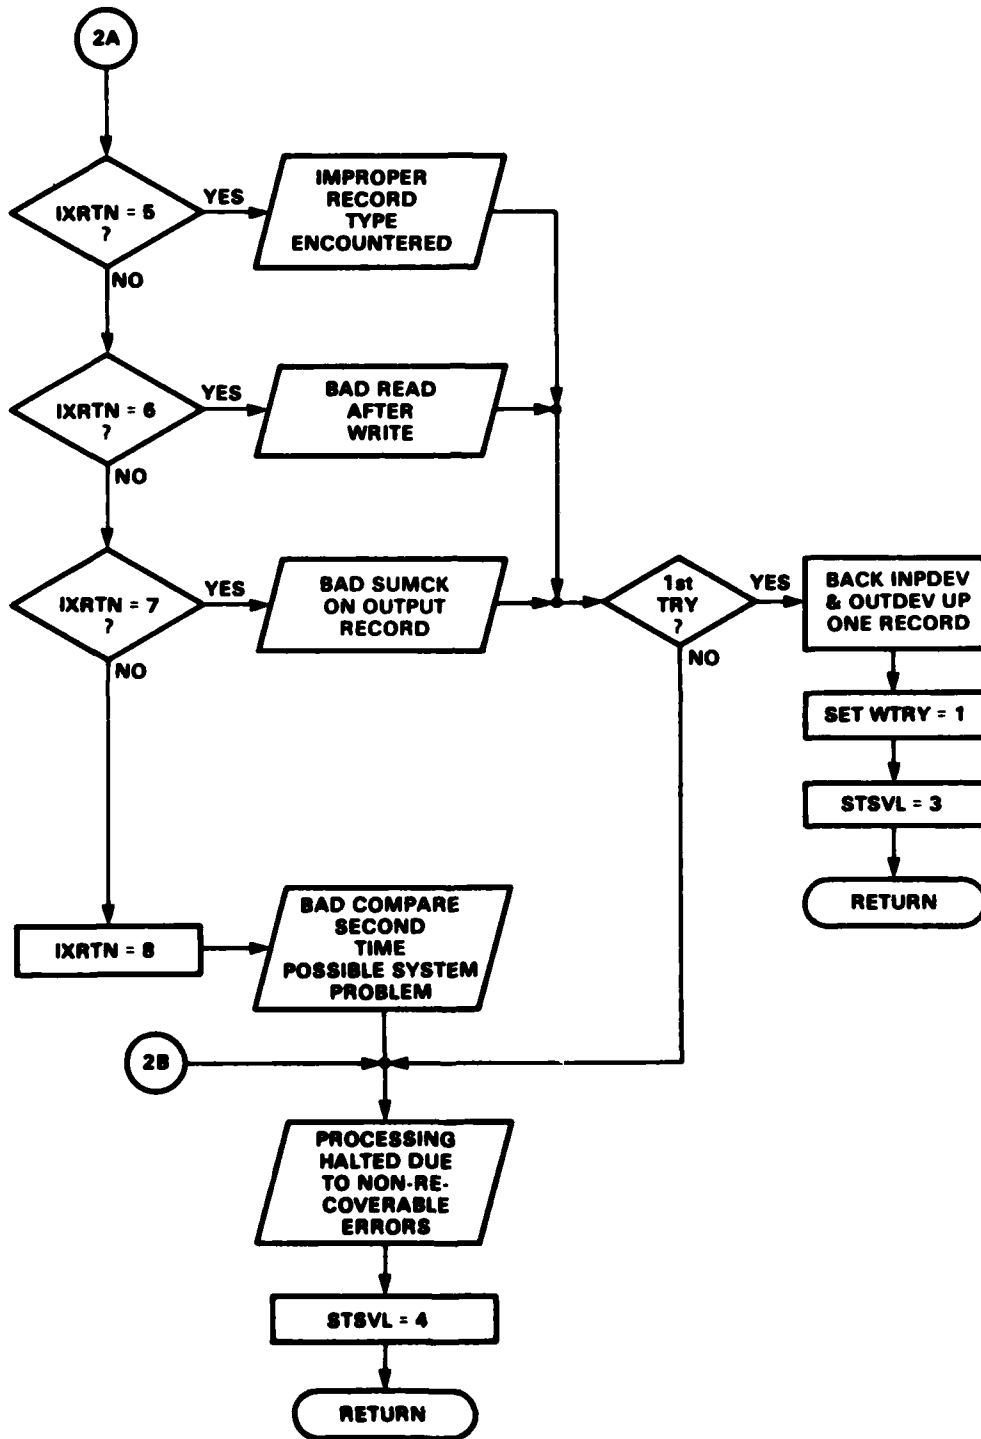 2A
IXRTN = 5
?
YES
NO
IMPROPER
RECORD
TYPE
ENCOUNTERED
IXRTN = 6
?
YES
NO
BAD READ
AFTER
WRITE
IXRTN = 7
?
YES
NO
BAD SUMCK
ON OUTPUT
RECORD
1st
TRY
?
YES
NO
BACK INPDEV
& OUTDEV UP
ONE RECORD
SET WTRY = 1
STSVL = 3
RETURN
IXRTN = 8
BAD COMPARE
SECOND
TIME
POSSIBLE SYSTEM
PROBLEM
2B
PROCESSING
HALTED DUE
TO NON-RE-
COVERABLE
ERRORS
STSVL = 4
RETURN